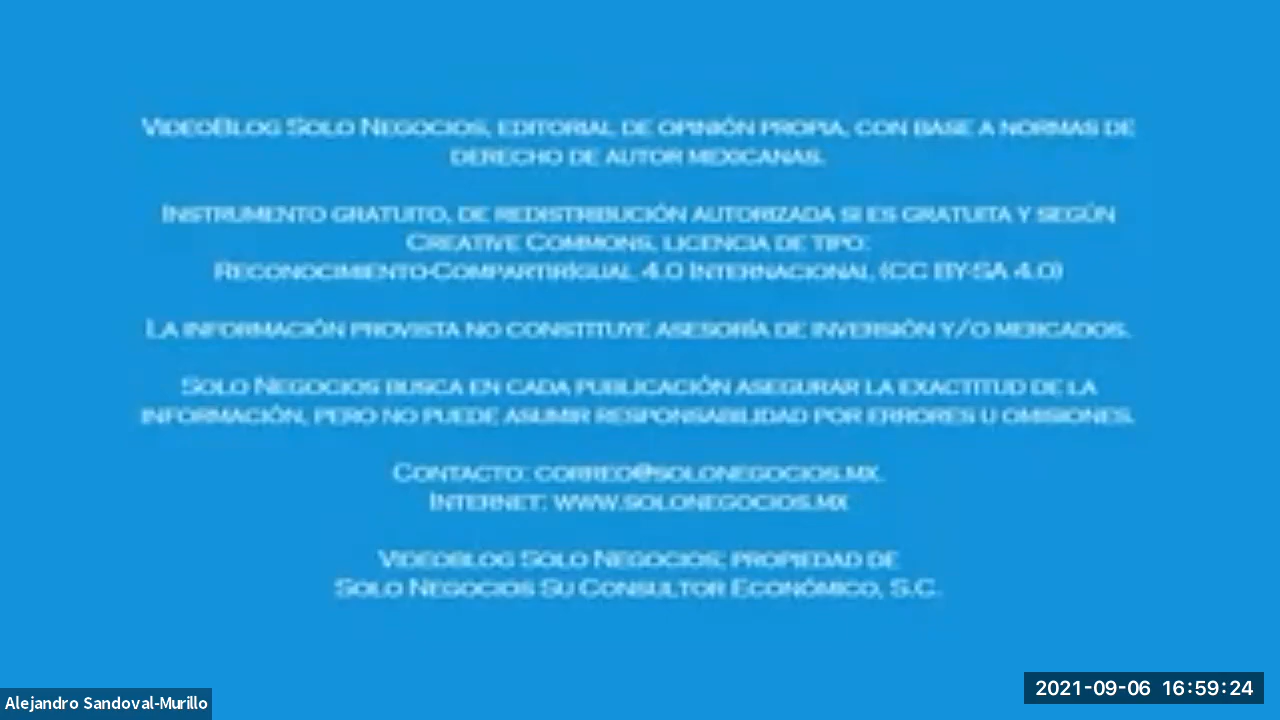 VideoBlog Solo Negocios, editorial de opinión propia, con base a normas de
derecho de autor mexicanas.
Instrumento gratuito, de redistribución autorizada si es gratuita y según
Creative Commons, licencia de tipo:
Reconocimiento-CompartirIgual 4.0 Internacional, (CC BY-SA 4.0)
La información provista no constituye asesoría de inversión y/o mercados.
Solo Negocios busca en cada publicación asegurar la exactitud de la
información, pero no puede asumir responsabilidad por errores u omisiones.
Contacto: correo@solonegocios.mx.
Internet: www.solonegocios.mx
Videoblog Solo Negocios; propiedad de
Solo Negocios Su Consultor Económico, S.C.
Alejandro Sandoval-Murillo
2021-09-06 16:59:24